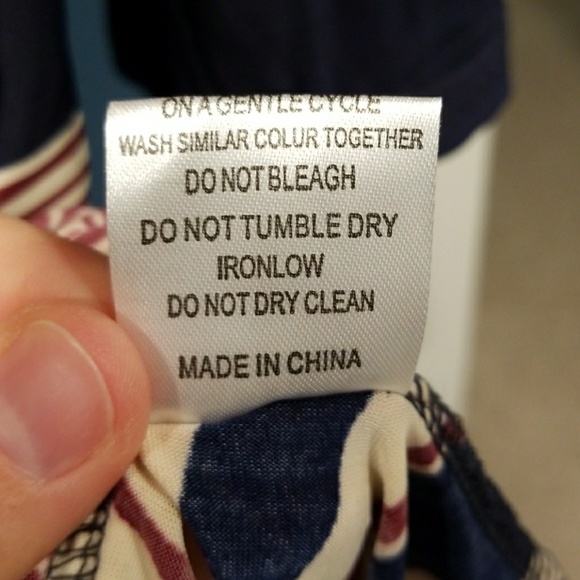 ON A GENTLE CYCLE
WASH SIMILAR COLUR TOGETHER
DO NOT BLEAGH
DO NOT TUMBLE DRY
IRONLOW
DO NOT DRY CLEAN
MADE IN CHINA